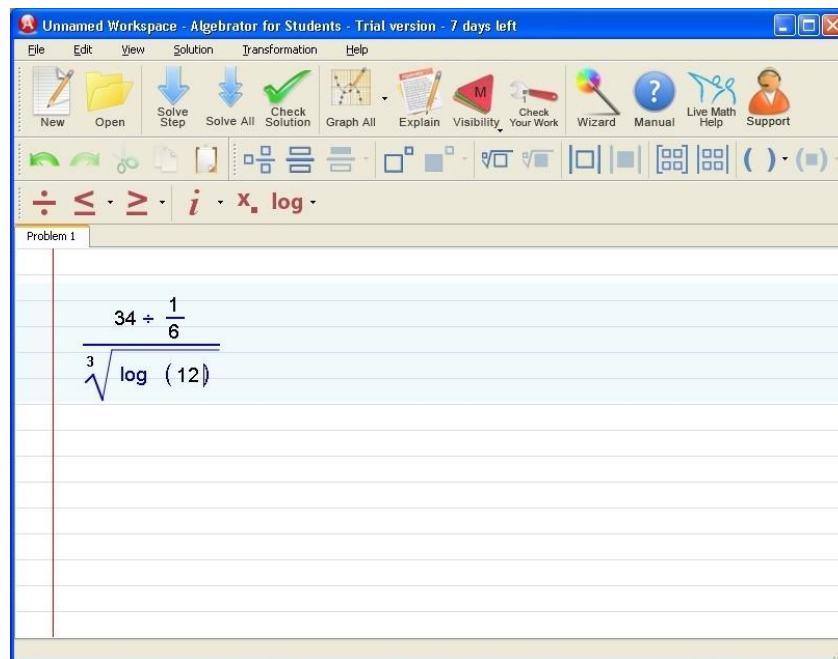 Unnamed Workspace - Algebrator for Students - Trial version - 7 days left
File Edit View Solution Transformation Help
New Open Solve Step Solve All Check Solution Graph All Explain Visibility Check Your Work Wizard Manual Live Math Help Support
M ?
÷ ≤ ≥ i x log
Problem 1
34 ÷ 1/6
3√log (12)